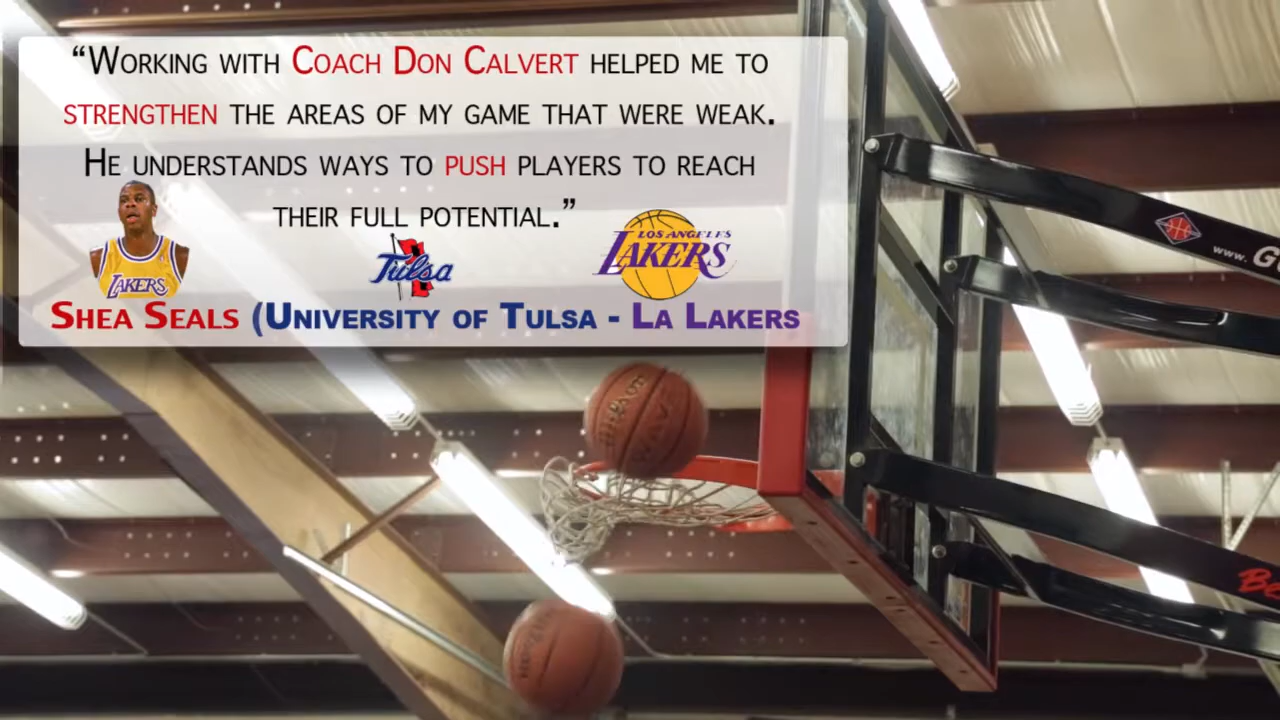 “Working with Coach Don Calvert helped me to
strengthen the areas of my game that were weak.
He understands ways to push players to reach
their full potential.”
LAKERS
Tulsa
LOS ANGELES
LAKERS
Shea Seals (University of Tulsa - La Lakers
www.
Wilson